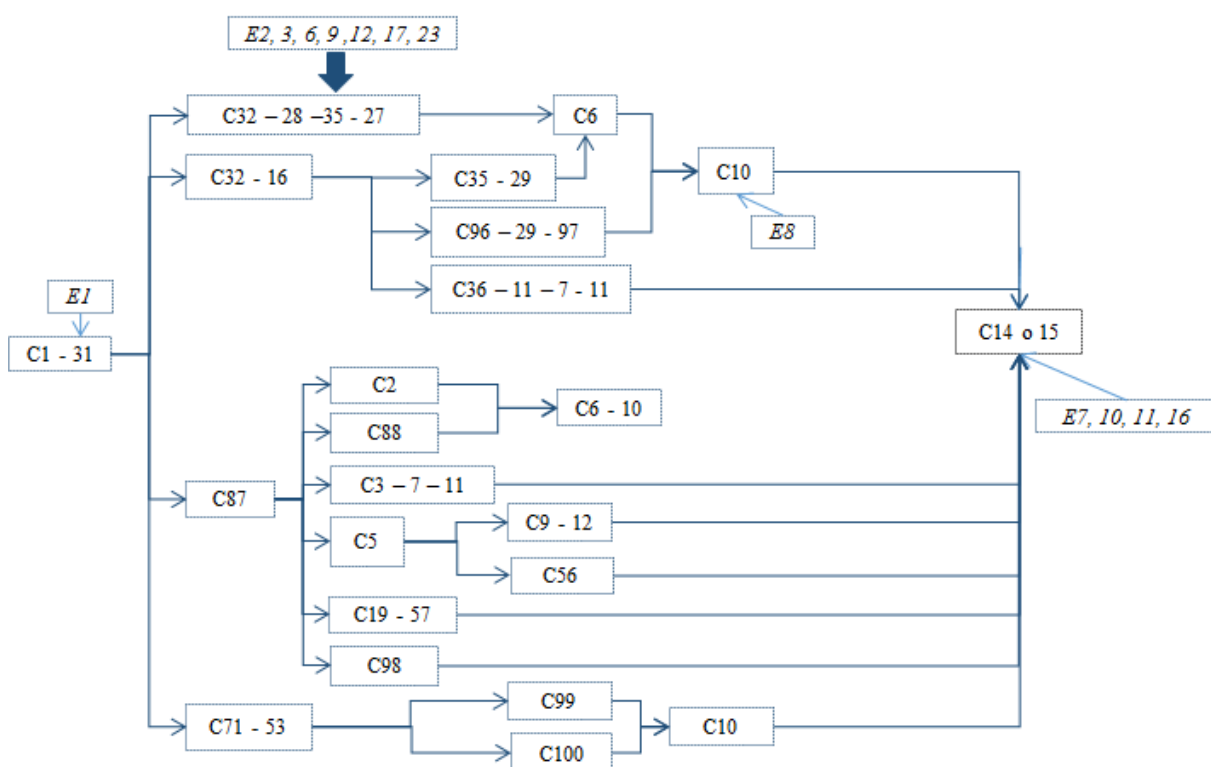 E2, 3, 6, 9 ,12, 17, 23
C32 – 28 –35 - 27
C6
C32 - 16
C35 - 29
C10
C96 – 29 - 97
E8
C36 – 11 – 7 - 11
E1
C1 - 31
C14 o 15
C2
C6 - 10
C88
E7, 10, 11, 16
C87
C3 – 7 – 11
C5
C9 - 12
C56
C19 - 57
C98
C99
C71 - 53
C10
C100